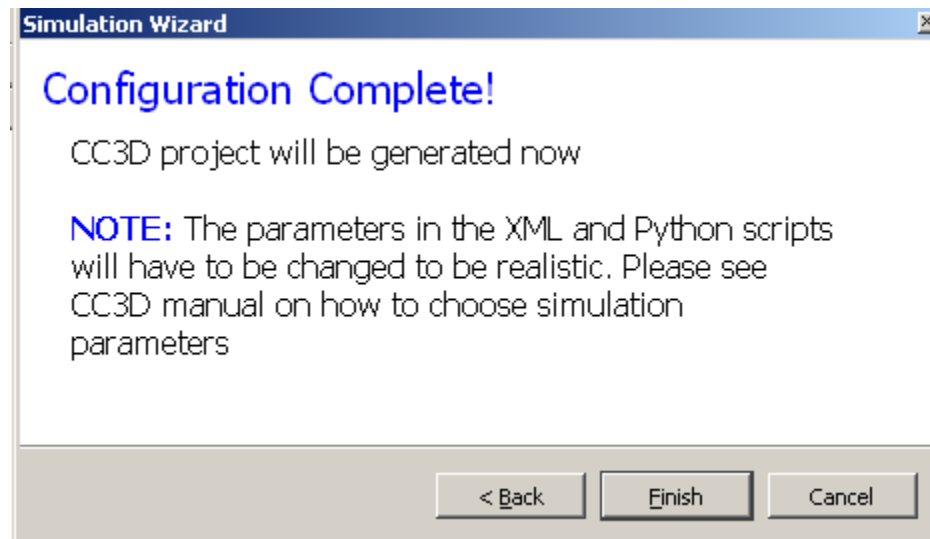 Simulation Wizard
Configuration Complete!
CC3D project will be generated now
NOTE: The parameters in the XML and Python scripts
will have to be changed to be realistic. Please see
CC3D manual on how to choose simulation
parameters
< Back
Finish
Cancel